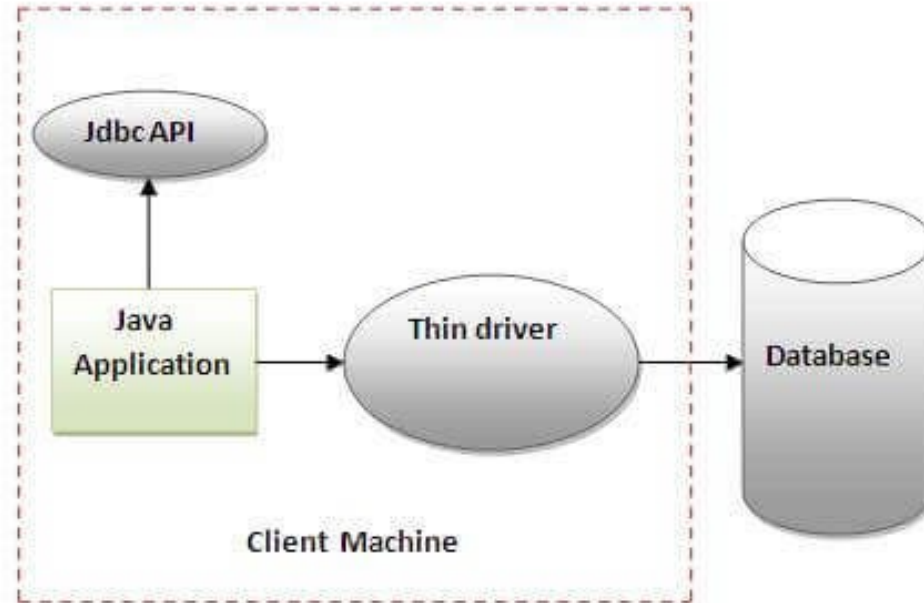 Jdbc API
Java
Application
Thin driver
Database
Client Machine